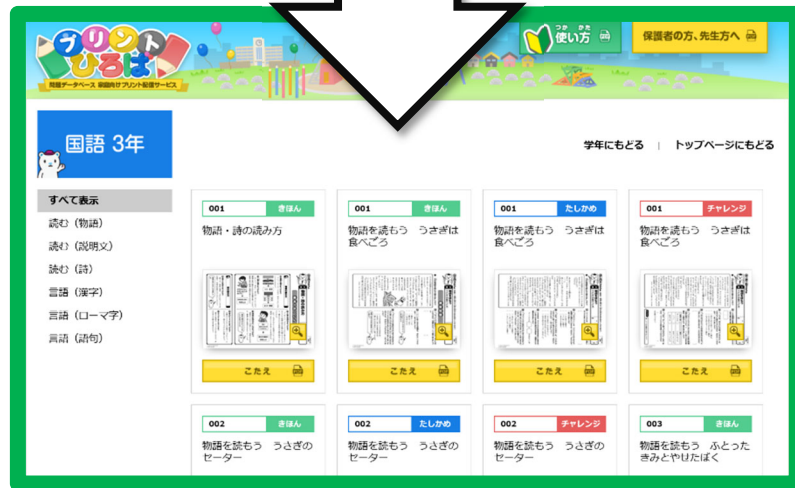 プリント
ひろば
問題データベース 家庭向けプリント配信サービス
つか かた
使い方
保護者の方、先生方へ
国語 3年
学年にもどる | トップページにもどる
すべて表示
読む（物語）
読む（説明文）
読む（詩）
言語（漢字）
言語（ローマ字）
言語（語句）
001 きほん
物語・詩の読み方
こたえ
001 きほん
物語を読もう うさぎは
食べごろ
こたえ
001 たしかめ
物語を読もう うさぎは
食べごろ
こたえ
001 チャレンジ
物語を読もう うさぎは
食べごろ
こたえ
002 きほん
物語を読もう うさぎの
セーター
002 たしかめ
物語を読もう うさぎの
セーター
002 チャレンジ
物語を読もう うさぎの
セーター
003 きほん
物語を読もう ふとった
きみとやせたぼく